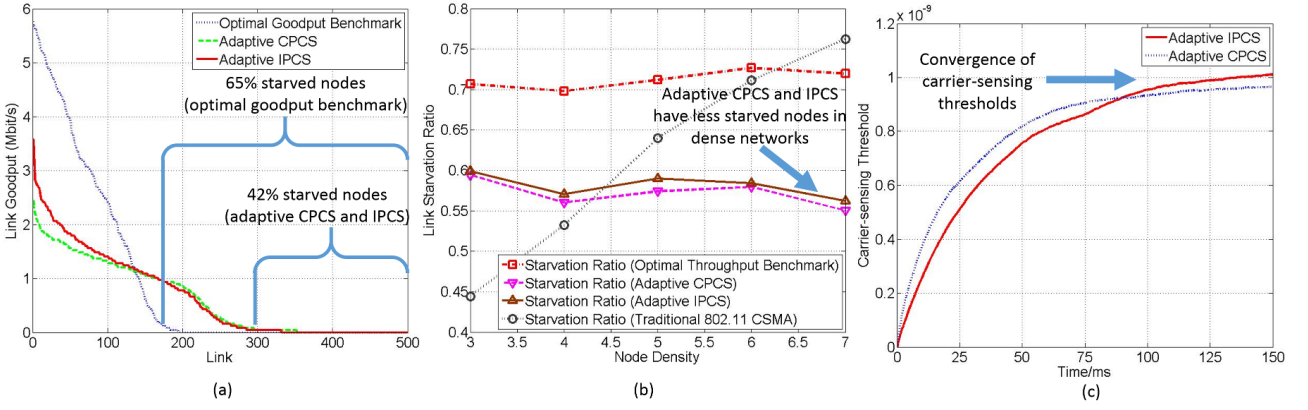 Link Goodput (Mbit/s)
6
5
4
3
2
1
0
0
100
200
300
400
500
Link
Optimal Goodput Benchmark
Adaptive CPCS
Adaptive IPCS
65% starved nodes
(optimal goodput benchmark)
42% starved nodes
(adaptive CPCS and IPCS)
(a)
Link Starvation Ratio
0.8
0.75
0.7
0.65
0.6
0.55
0.5
0.45
0.4
3
3.5
4
4.5
5
5.5
6
6.5
7
Node Density
Adaptive CPCS and IPCS
have less starved nodes in
dense networks
Starvation Ratio (Optimal Throughput Benchmark)
Starvation Ratio (Adaptive CPCS)
Starvation Ratio (Adaptive IPCS)
Starvation Ratio (Traditional 802.11 CSMA)
(b)
Carrier-sensing Threshold
x 10^-9
1.2
1
0.8
0.6
0.4
0.2
0
0
25
50
75
100
125
150
Time/ms
Adaptive IPCS
Adaptive CPCS
Convergence of
carrier-sensing
thresholds
(c)